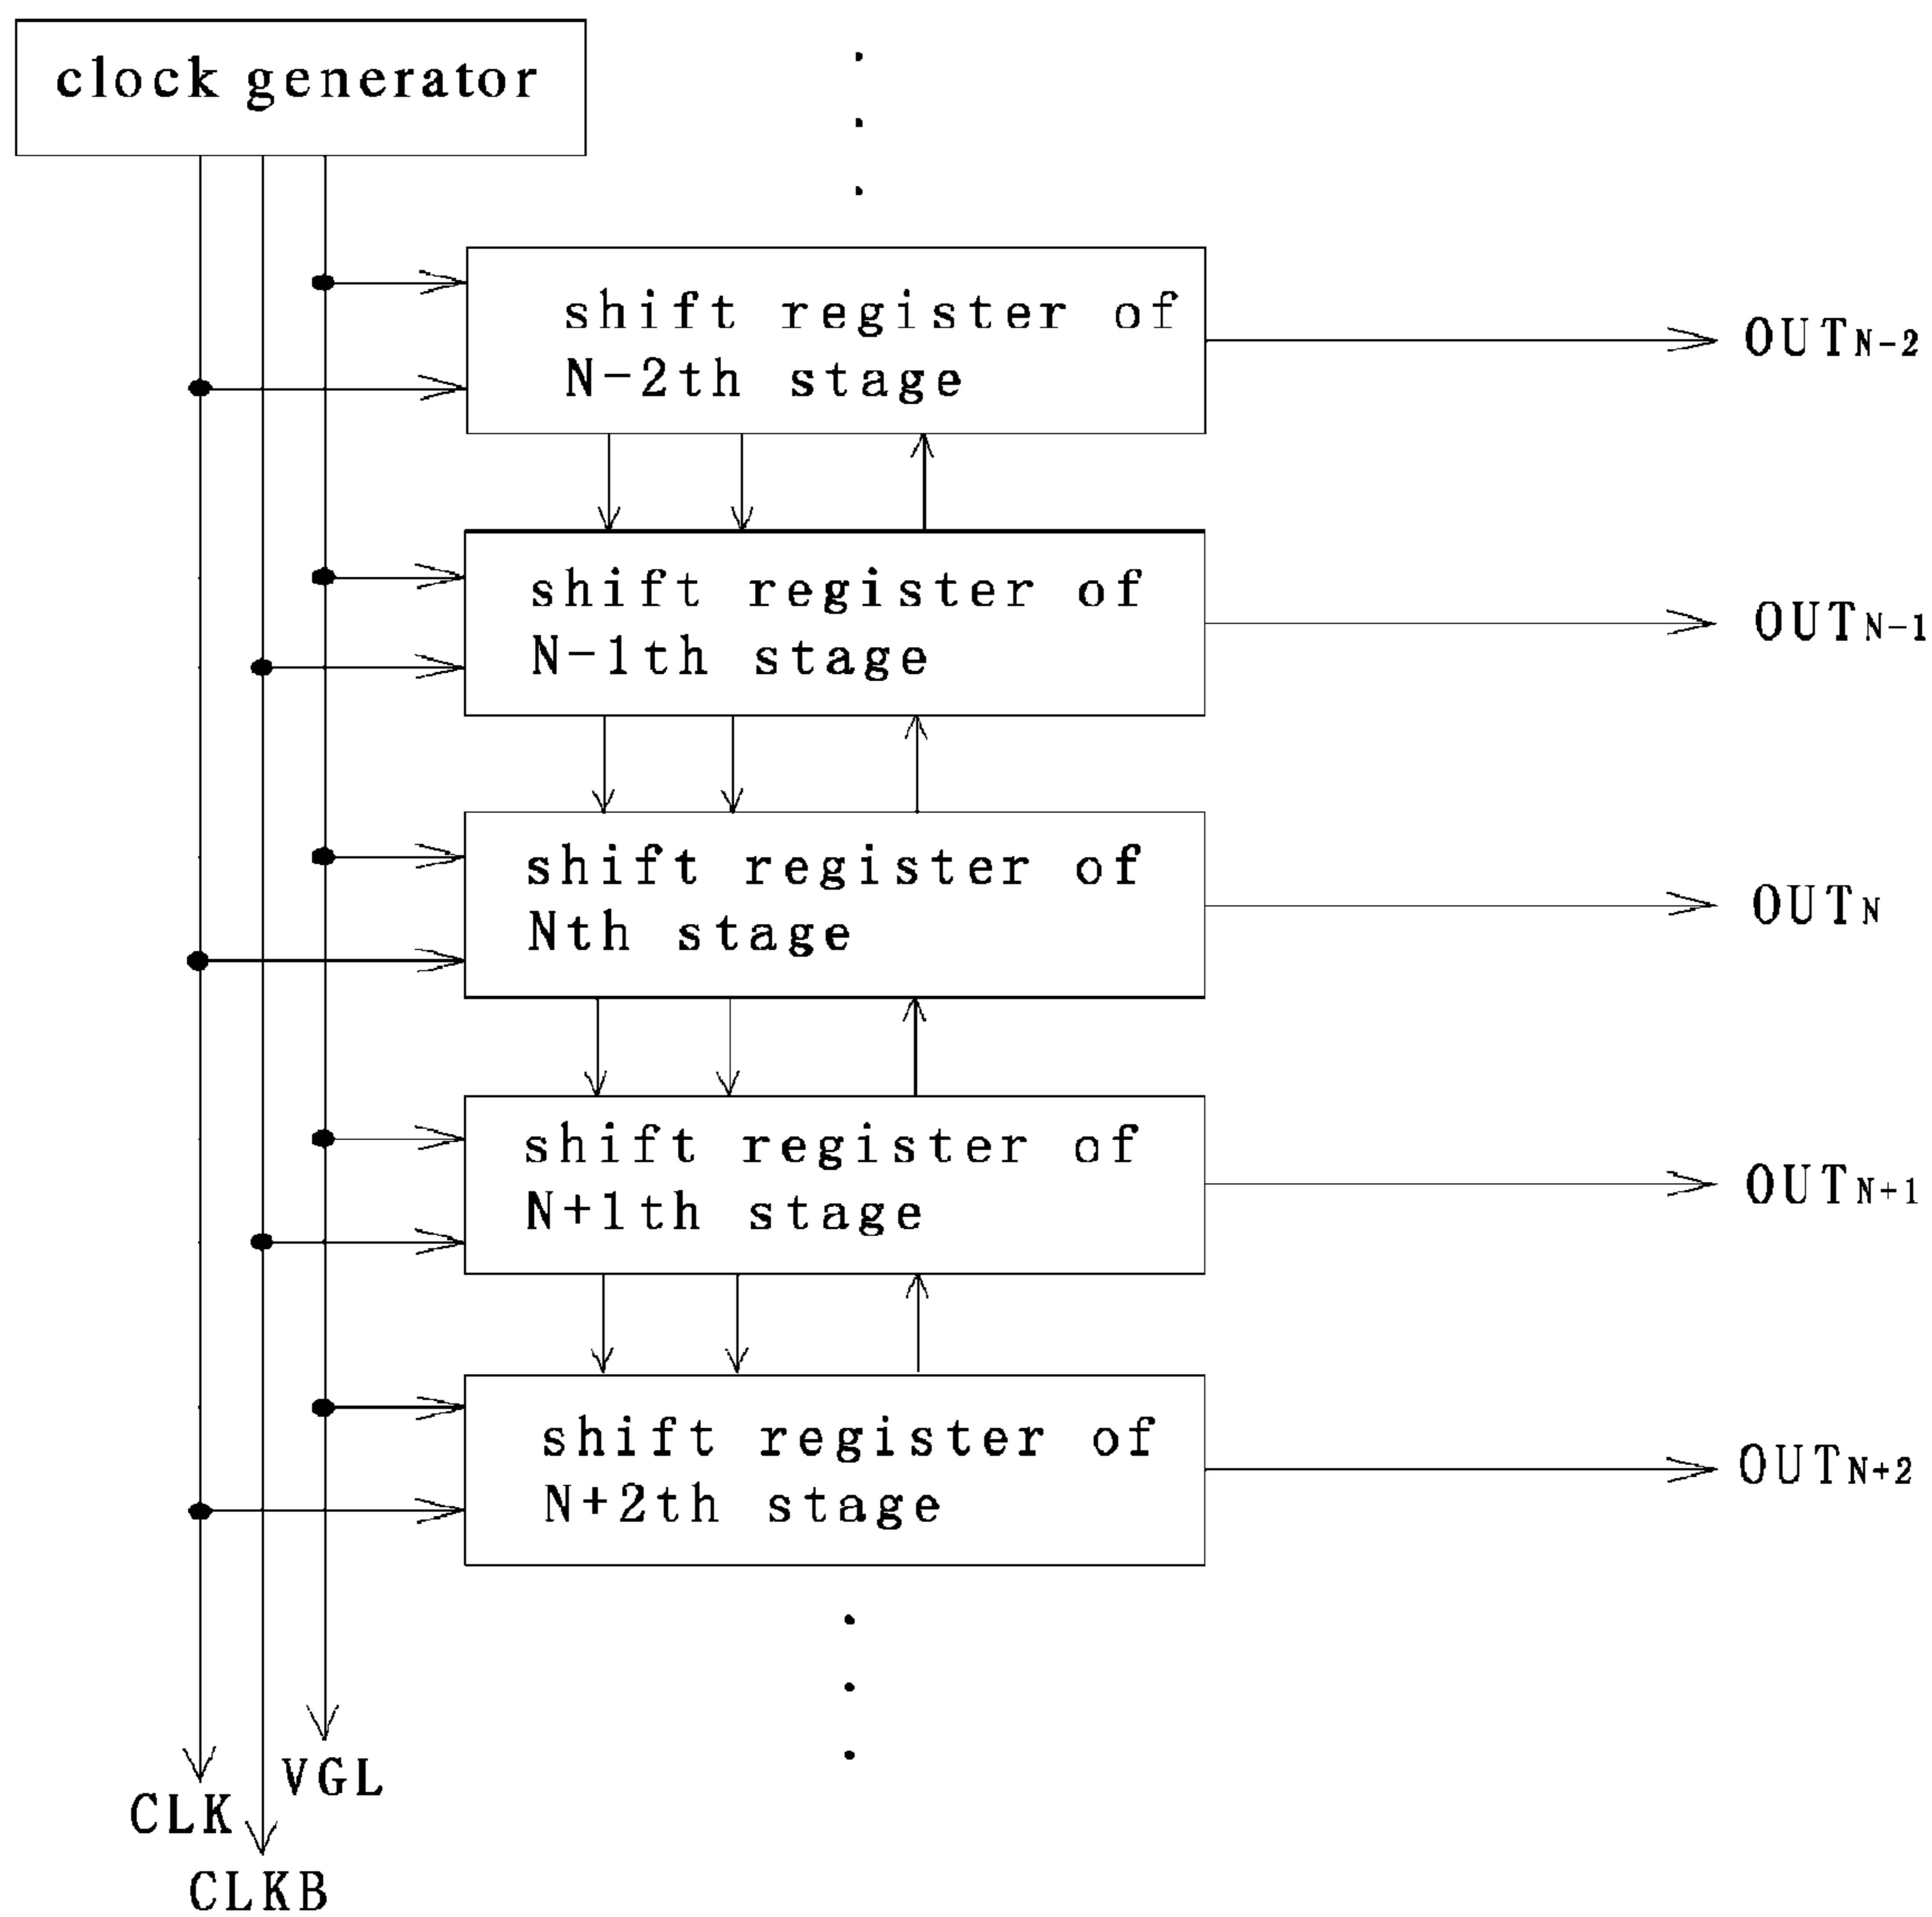 clock generator
shift register of
N-2th stage
OUTN-2
shift register of
N-1th stage
OUTN-1
shift register of
Nth stage
OUTN
shift register of
N+1th stage
OUTN+1
shift register of
N+2th stage
OUTN+2
VGL
CLK
CLKB